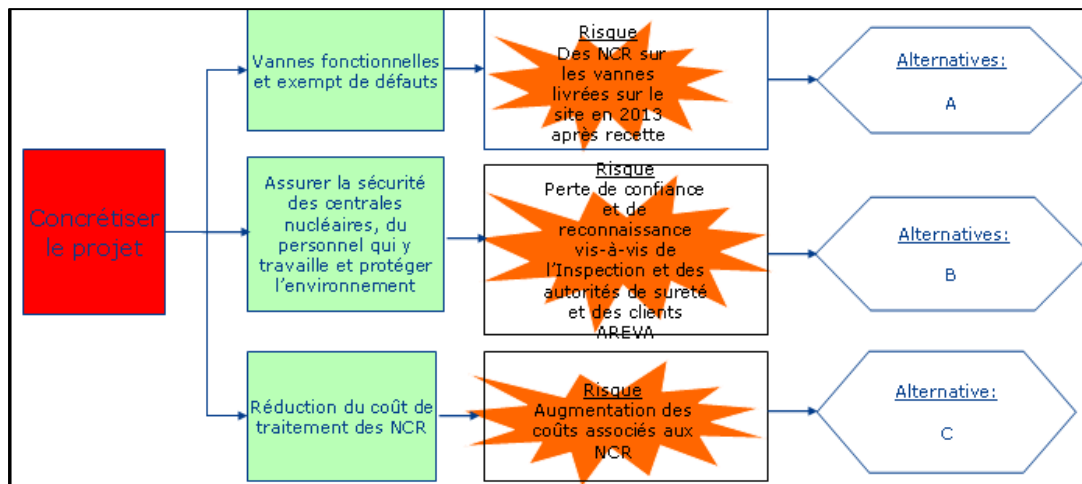 Vannes fonctionnelles
et exempt de défauts
Risque
Des NCR sur
les vannes
livrées sur le
site en 2013
après recette
Alternatives:
A
Concrétiser
le projet
Assurer la sécurité
des centrales
nucléaires, du
personnel qui y
travaille et protéger
l'environnement
Risque
Perte de confiance
et de
reconnaissance
vis-à-vis de
l'Inspection et des
autorités de sureté
et des clients
AREVA
Alternatives:
B
Réduction du coût de
traitement des NCR
Risque
Augmentation des
coûts associés aux
NCR
Alternative:
C